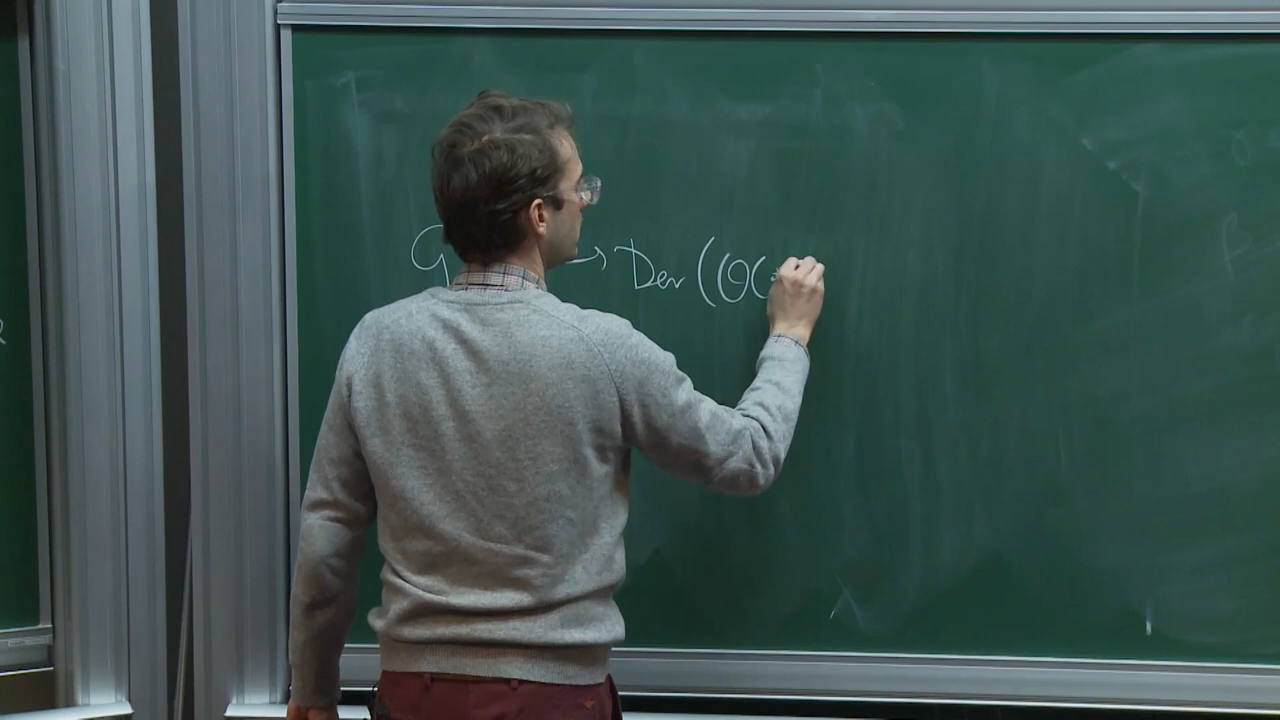 G → Der (O(